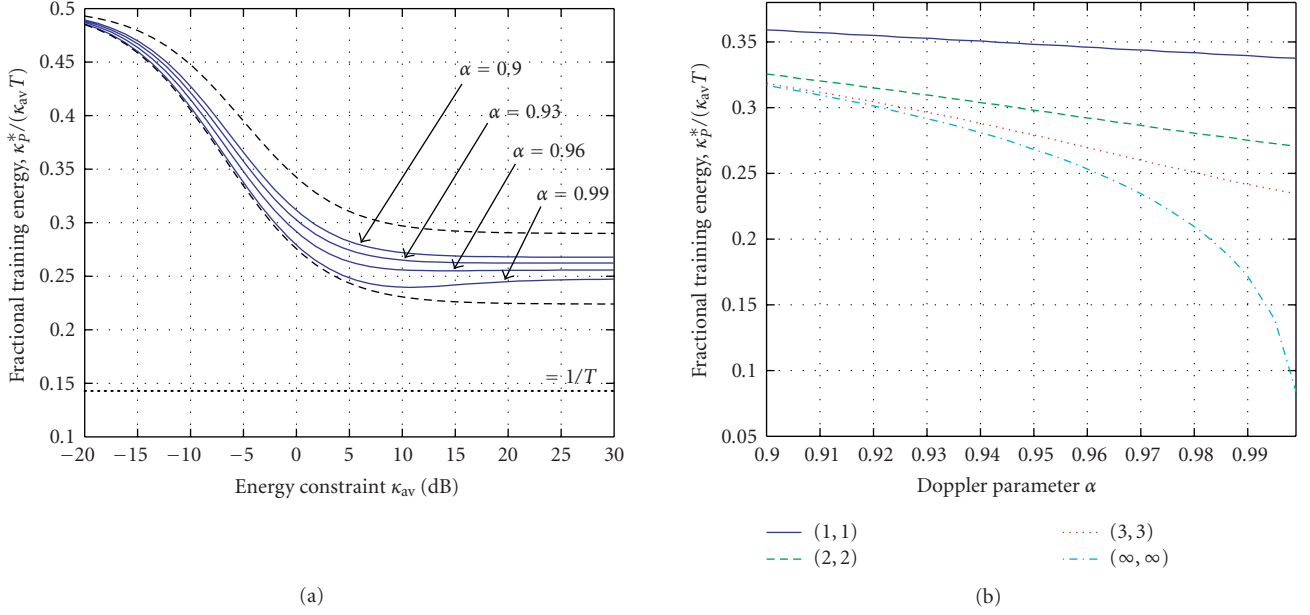 0.5
0.45
0.4
0.35
0.3
0.25
0.2
0.15
0.1
Fractional training energy, κ*P/(κav T)
α = 0.9
α = 0.93
α = 0.96
α = 0.99
= 1/T
−20 −15 −10 −5 0 5 10 15 20 25 30
Energy constraint κav (dB)
(a)
0.35
0.3
0.25
0.2
0.15
0.1
0.05
Fractional training energy, κ*P/(κav T)
0.9 0.91 0.92 0.93 0.94 0.95 0.96 0.97 0.98 0.99
Doppler parameter α
(1, 1)
(2, 2)
(3, 3)
(∞, ∞)
(b)